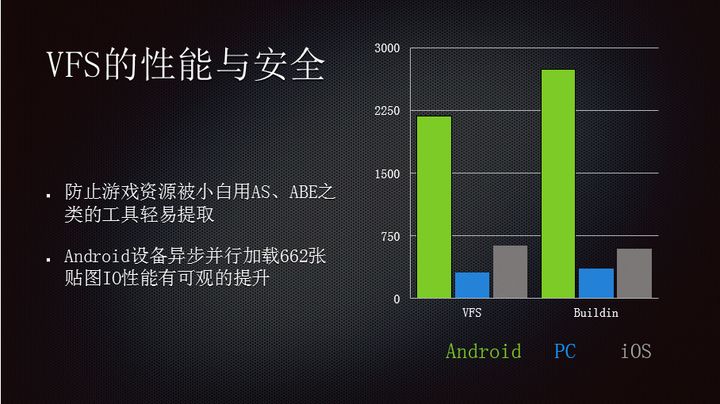 VFS的性能与安全
防止游戏资源被小白用AS、ABE之
类的工具轻易提取
Android设备异步并行加载662张
贴图IO性能有可观的提升
3000
2250
1500
750
0
VFS
Buildin
Android
PC
iOS